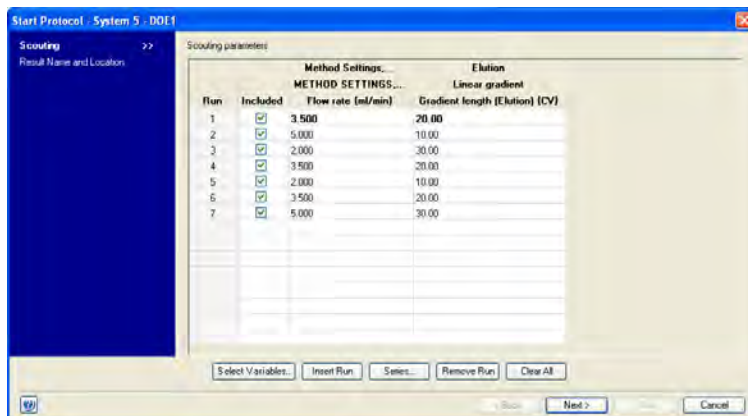 Start Protocol - System 5 - DOE1
Scouting >>
Result Name and Location
Scouting parameters
Method Settings,... Elution
METHOD SETTINGS,... Linear gradient
Run Included Flow rate (ml/min) Gradient length (Elution) (CV)
1 3.500 20.00
2 5.000 10.00
3 2.000 30.00
4 3.500 20.00
5 2.000 10.00
6 3.500 20.00
7 5.000 30.00
Select Variables... Insert Run Series... Remove Run Clear All
< Back Next > Cancel